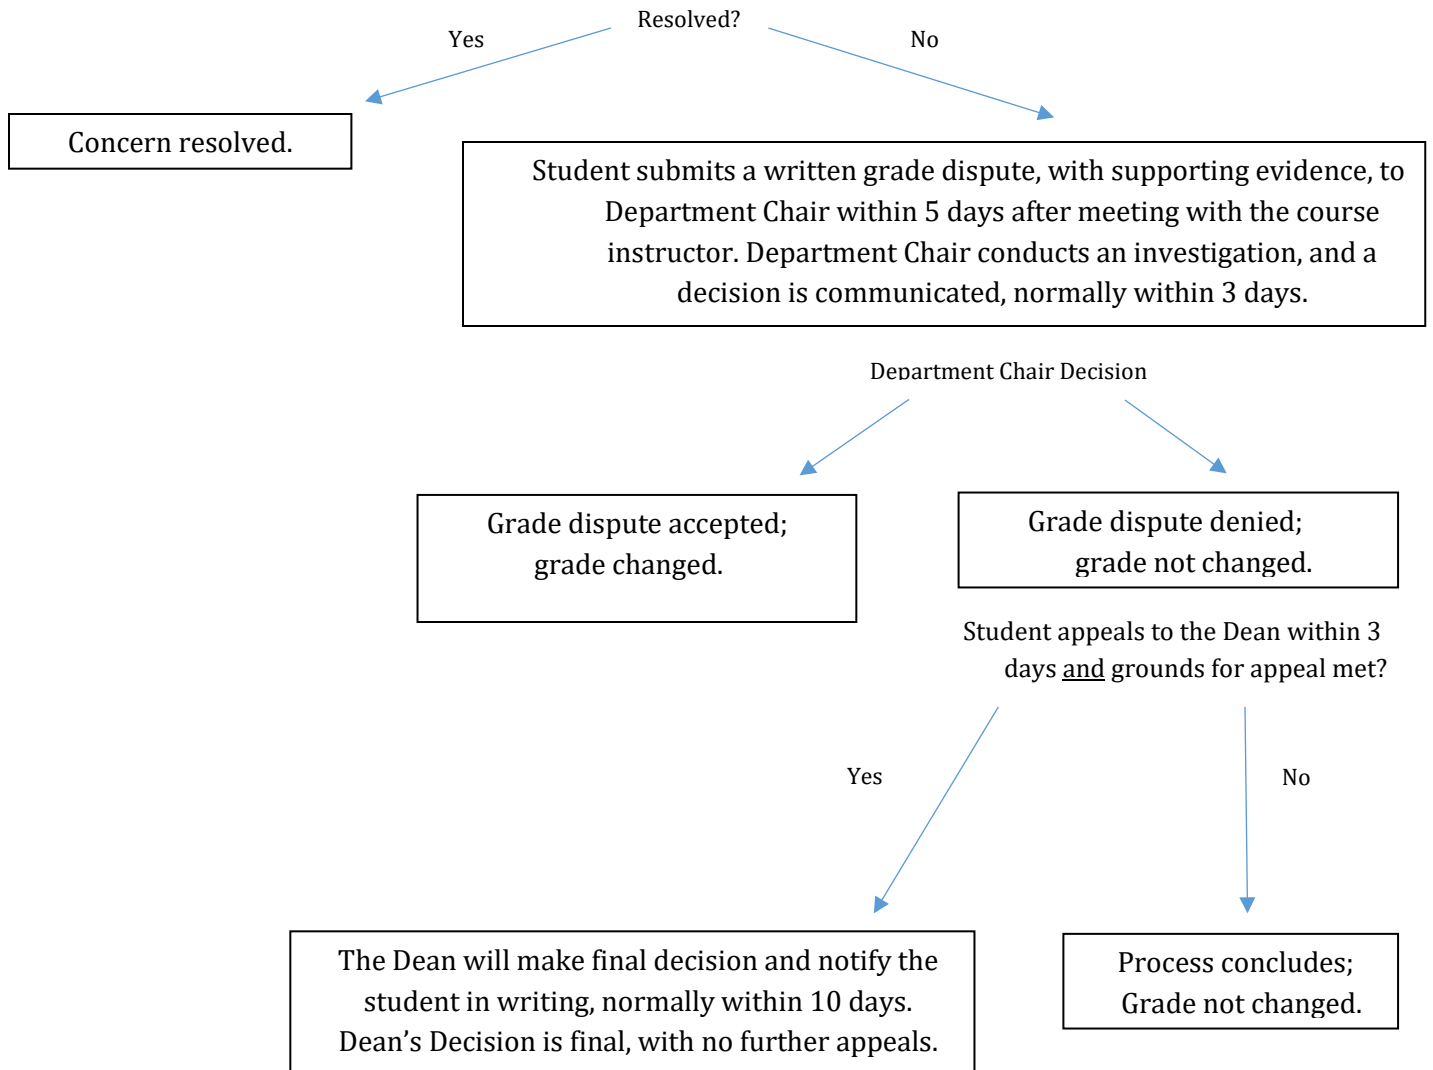 Resolved?
Yes
No
Concern resolved.
Student submits a written grade dispute, with supporting evidence, to
Department Chair within 5 days after meeting with the course
instructor. Department Chair conducts an investigation, and a
decision is communicated, normally within 3 days.
Department Chair Decision
Grade dispute accepted;
grade changed.
Grade dispute denied;
grade not changed.
Student appeals to the Dean within 3
days and grounds for appeal met?
Yes
No
The Dean will make final decision and notify the
student in writing, normally within 10 days.
Dean’s Decision is final, with no further appeals.
Process concludes;
Grade not changed.